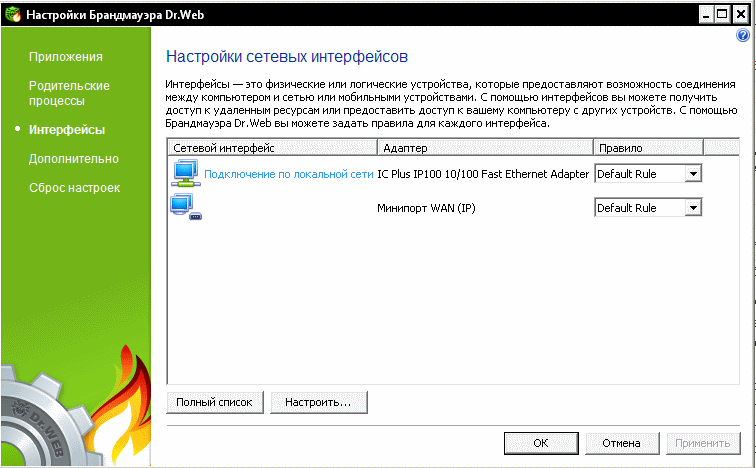 Настройки Брандмауэра Dr.Web
?
Приложения
Родительские
процессы
Интерфейсы
Дополнительно
Сброс настроек
Dr.WEB
Настройки сетевых интерфейсов
Интерфейсы — это физические или логические устройства, которые предоставляют возможность соединения
между компьютером и сетью или мобильными устройствами. С помощью интерфейсов вы можете получить
доступ к удаленным ресурсам или предоставить доступ к вашему компьютеру с других устройств. С помощью
Брандмауэра Dr.Web вы можете задать правила для каждого интерфейса.
Сетевой интерфейс Адаптер Правило
Подключение по локальной сети IC Plus IP100 10/100 Fast Ethernet Adapter Default Rule
Минипорт WAN (IP) Default Rule
Полный список Настроить...
OK Отмена Применить